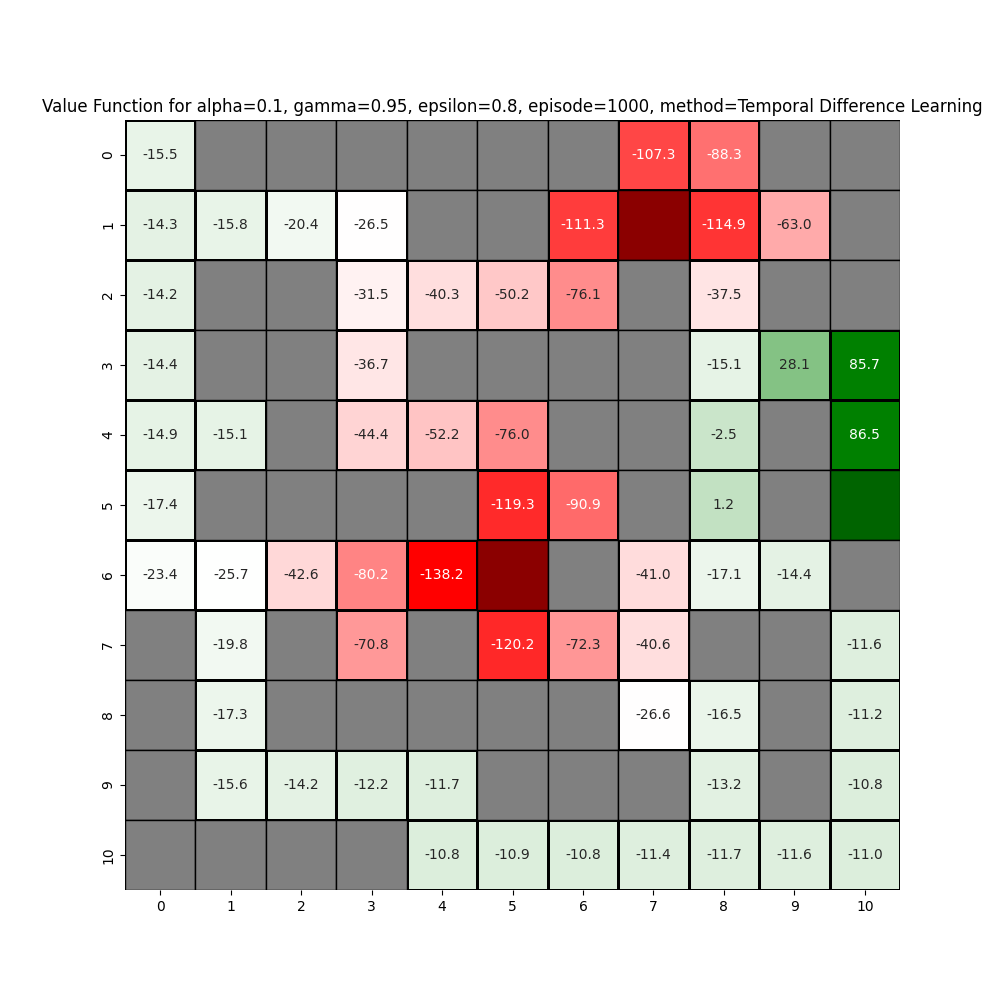 Value Function for alpha=0.1, gamma=0.95, epsilon=0.8, episode=1000, method=Temporal Difference Learning
0 -15.5 -107.3 -88.3
1 -14.3 -15.8 -20.4 -26.5 -111.3 -114.9 -63.0
2 -14.2 -31.5 -40.3 -50.2 -76.1 -37.5
3 -14.4 -36.7 -15.1 28.1 85.7
4 -14.9 -15.1 -44.4 -52.2 -76.0 -2.5 86.5
5 -17.4 -119.3 -90.9 1.2
6 -23.4 -25.7 -42.6 -80.2 -138.2 -41.0 -17.1 -14.4
7 -19.8 -70.8 -120.2 -72.3 -40.6 -11.6
8 -17.3 -26.6 -16.5 -11.2
9 -15.6 -14.2 -12.2 -11.7 -13.2 -10.8
10 -10.8 -10.9 -10.8 -11.4 -11.7 -11.6 -11.0
0 1 2 3 4 5 6 7 8 9 10